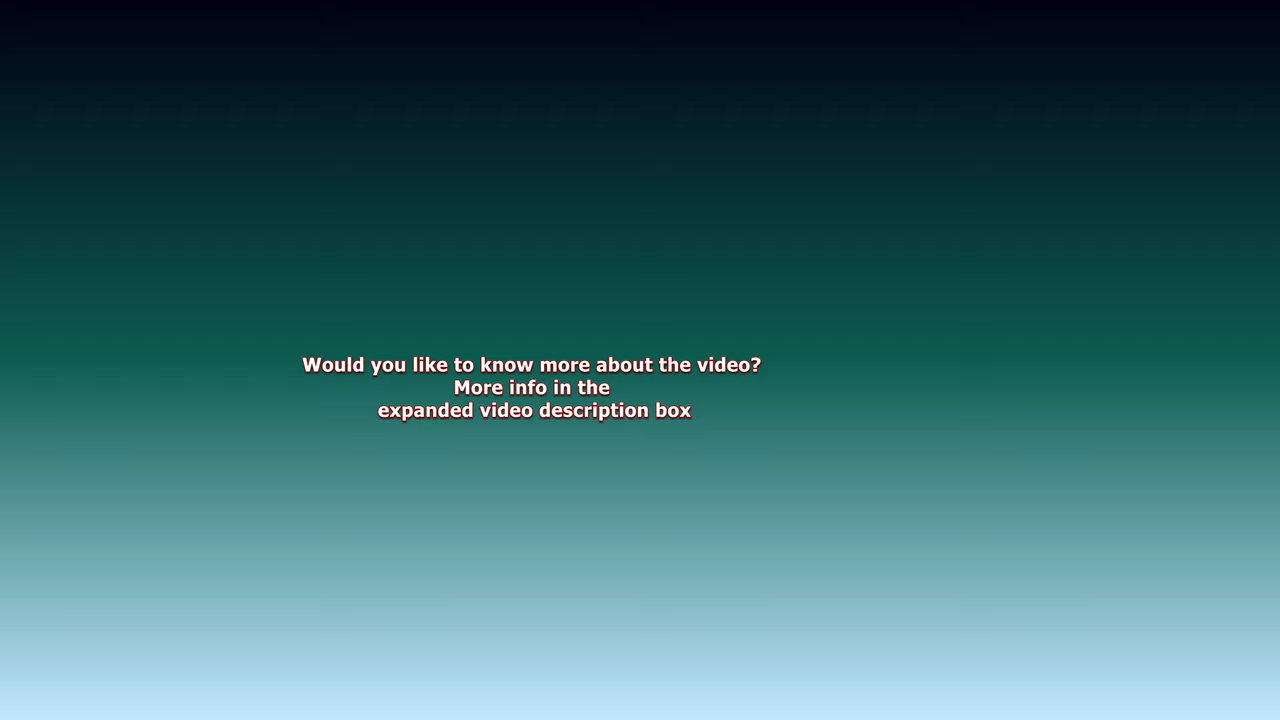 Would you like to know more about the video?
More info in the
expanded video description box